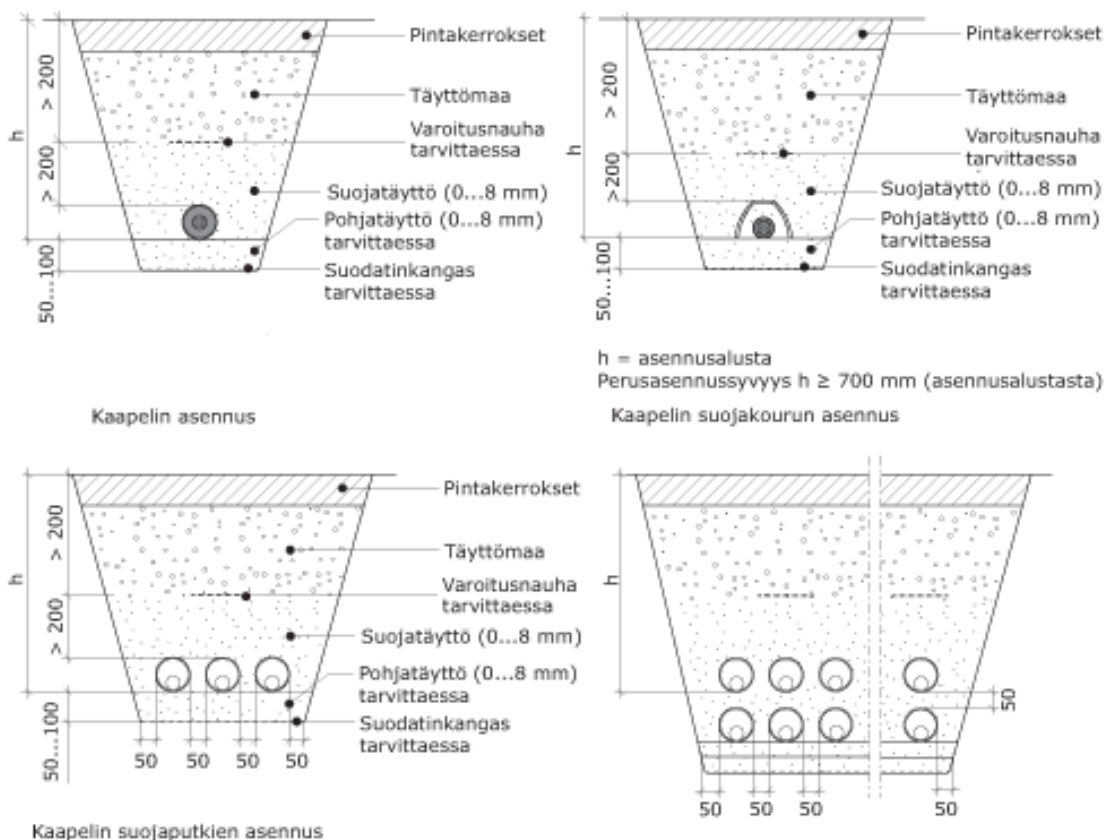 Pintakerrokset
Täyttömaa
Varoitusnauha
tarvittaessa
Suojatäyttö (0...8 mm)
Pohjatäyttö (0...8 mm)
tarvittaessa
Suodatinkangas
tarvittaessa
h
> 200
> 200
50...100
Kaapelin asennus
Pintakerrokset
Täyttömaa
Varoitusnauha
tarvittaessa
Suojatäyttö (0...8 mm)
Pohjatäyttö (0...8 mm)
tarvittaessa
Suodatinkangas
tarvittaessa
h
> 200
>200
50...100
h = asennusalusta
Perusasennussyvyys h ≥ 700 mm (asennusalustasta)
Kaapelin suojakourun asennus
Pintakerrokset
Täyttömaa
Varoitusnauha
tarvittaessa
Suojatäyttö (0...8 mm)
Pohjatäyttö (0...8 mm)
tarvittaessa
Suodatinkangas
tarvittaessa
h
> 200
> 200
50...100
50 50 50 50
Kaapelin suojaputkien asennus
h
50
50 50 50 50